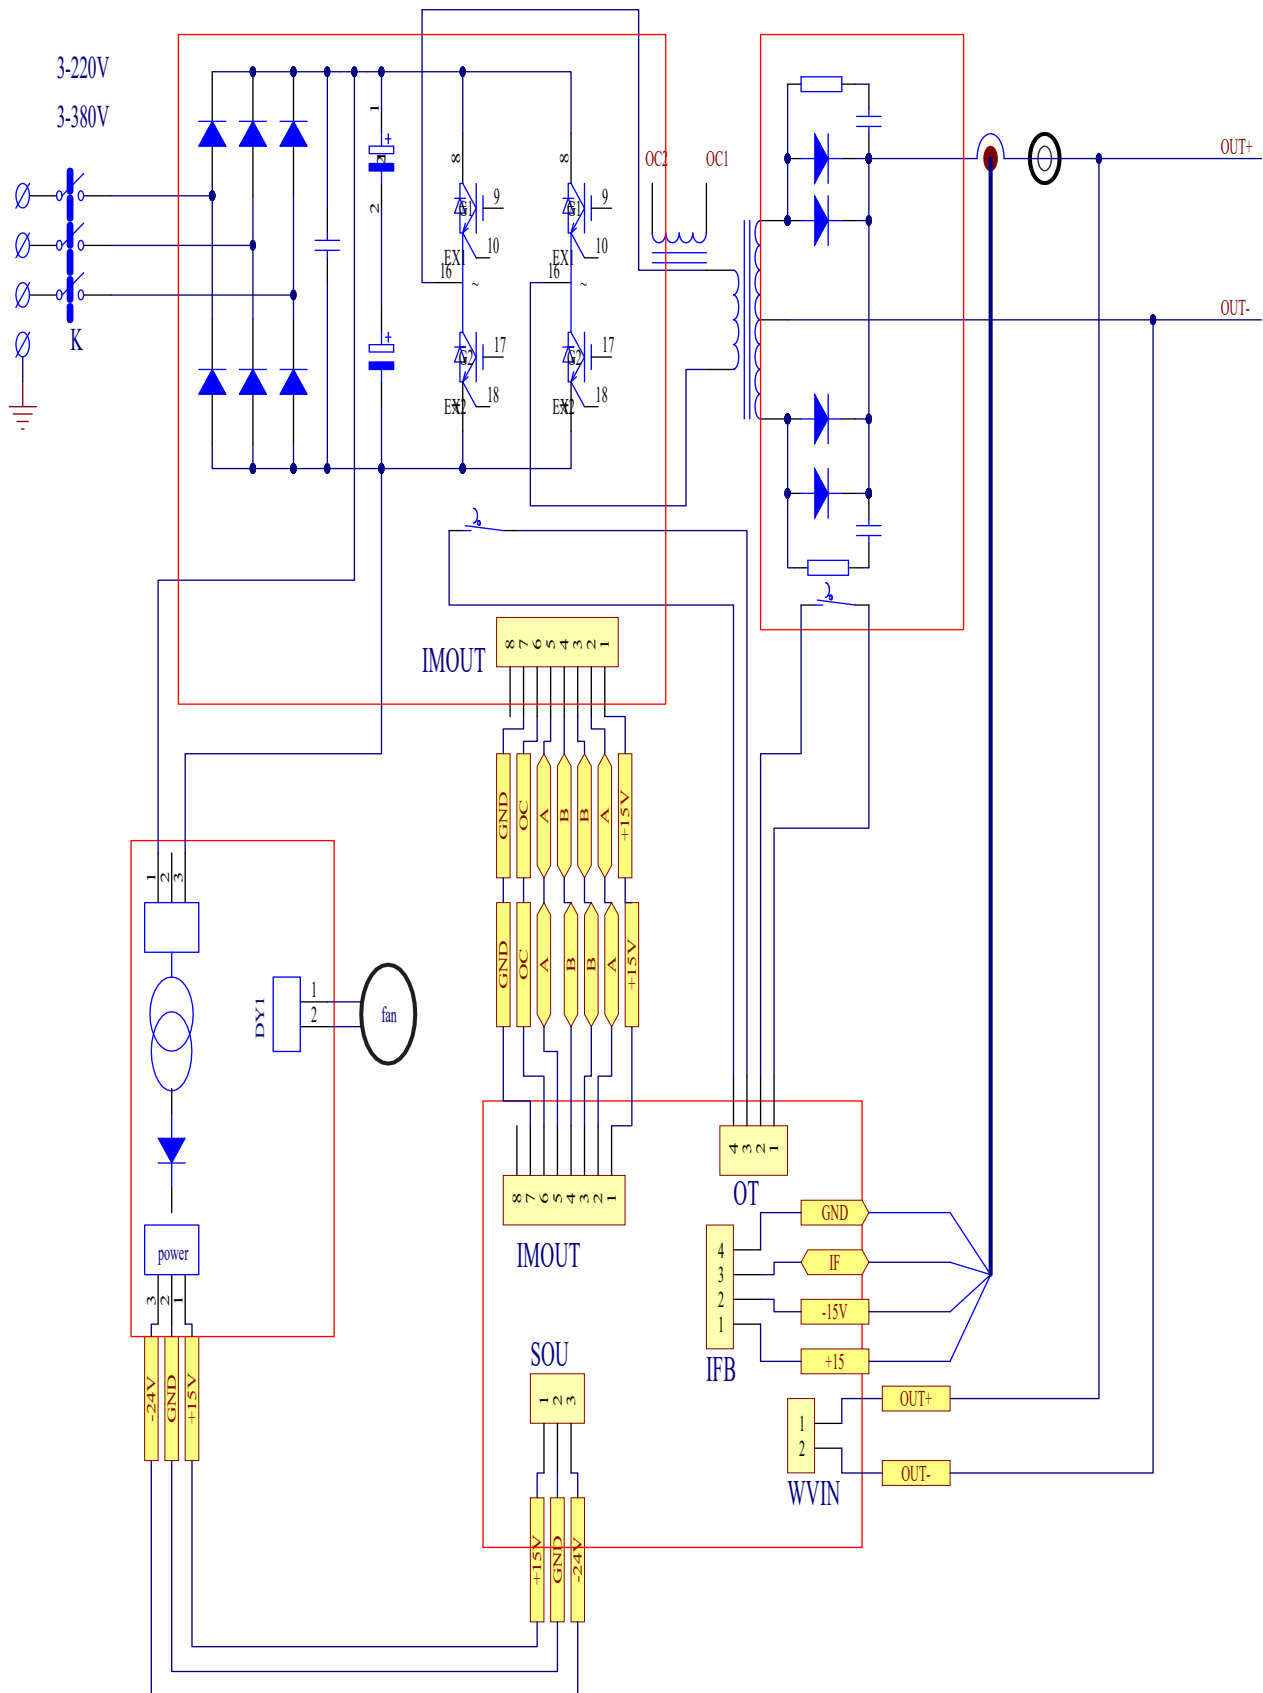 3-220V
3-380V
K
1
2
8
8
G1
9
G1
9
10
10
EX1
EX1
16
16
~
~
G2
17
G2
17
18
18
EX2
EX2
OC2
OC1
OUT+
OUT-
IMOUT
8 7 6 5 4 3 2 1
GND OC A B B A +15V
GND OC A B B A +15V
8 7 6 5 4 3 2 1
IMOUT
1 2 3
DY1
1
2
fan
power
3 2 1
-24V GND +15V
4 3 2 1
OT
GND
IF
-15V
+15
4
3
2
1
IFB
SOU
1 2 3
+15V GND -24V
OUT+
OUT-
1
2
WVIN